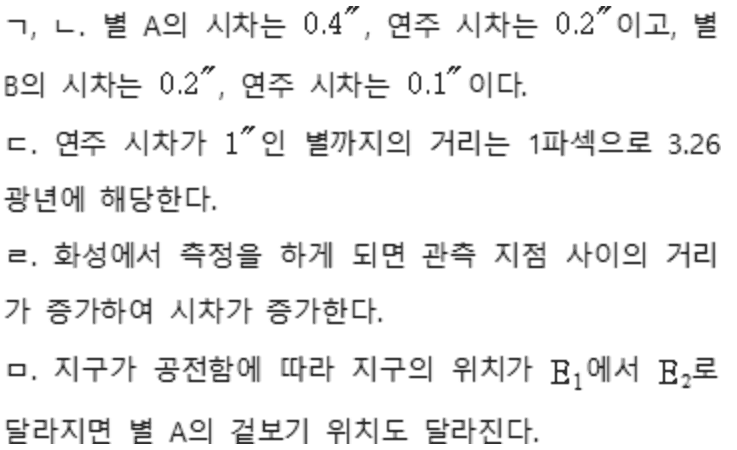 ㄱ, ㄴ. 별 A의 시차는 0.4″, 연주 시차는 0.2″이고, 별
B의 시차는 0.2″, 연주 시차는 0.1″이다.
ㄷ. 연주 시차가 1″인 별까지의 거리는 1파섹으로 3.26
광년에 해당한다.
ㄹ. 화성에서 측정을 하게 되면 관측 지점 사이의 거리
가 증가하여 시차가 증가한다.
ㅁ. 지구가 공전함에 따라 지구의 위치가 E₁에서 E₂로
달라지면 별 A의 겉보기 위치도 달라진다.